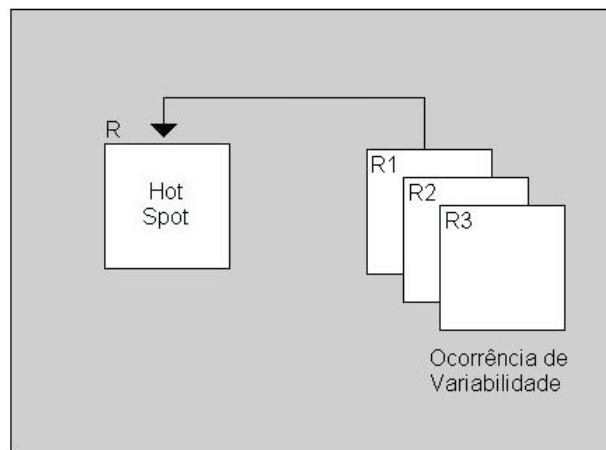 R
Hot
Spot
R1
R2
R3
Ocorrência de
Variabilidade